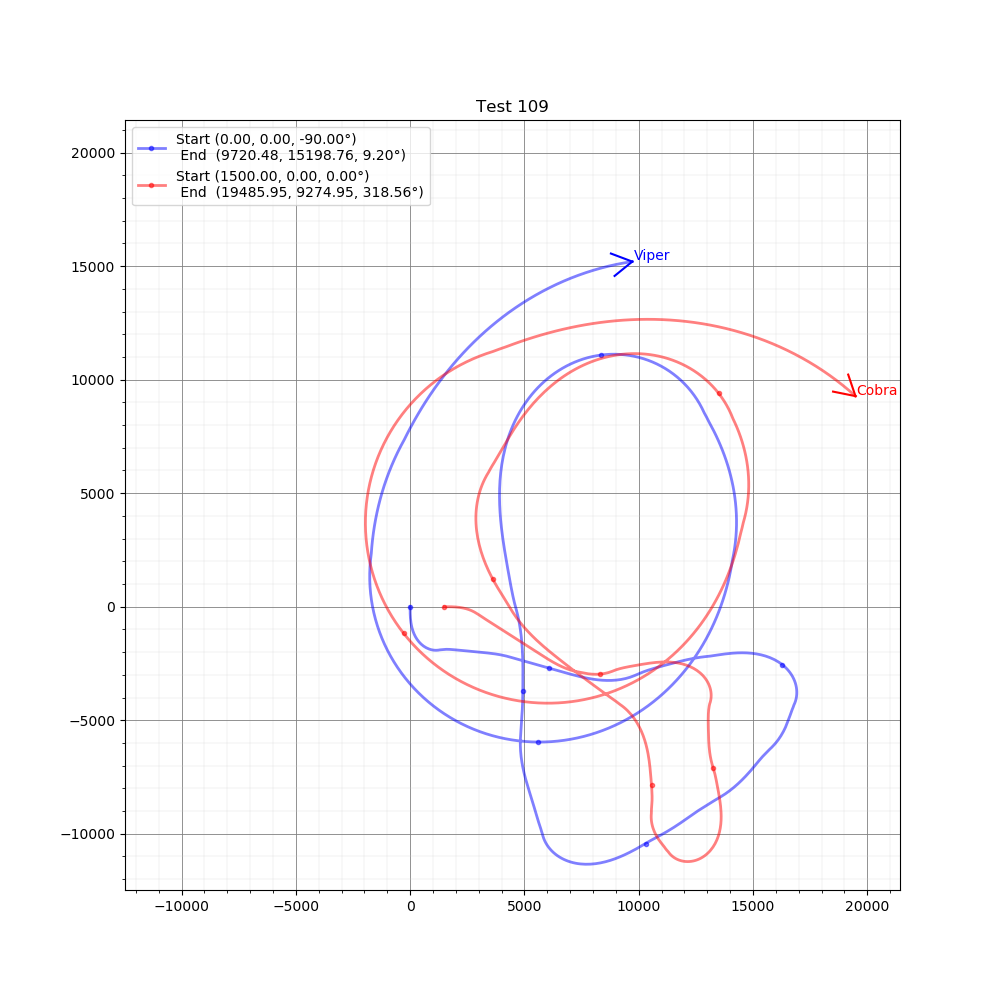 Test 109
Start (0.00, 0.00, -90.00°)
End (9720.48, 15198.76, 9.20°)
Start (1500.00, 0.00, 0.00°)
End (19485.95, 9274.95, 318.56°)
20000
15000
10000
5000
0
−5000
−10000
Viper
Cobra
−10000 −5000 0 5000 10000 15000 20000